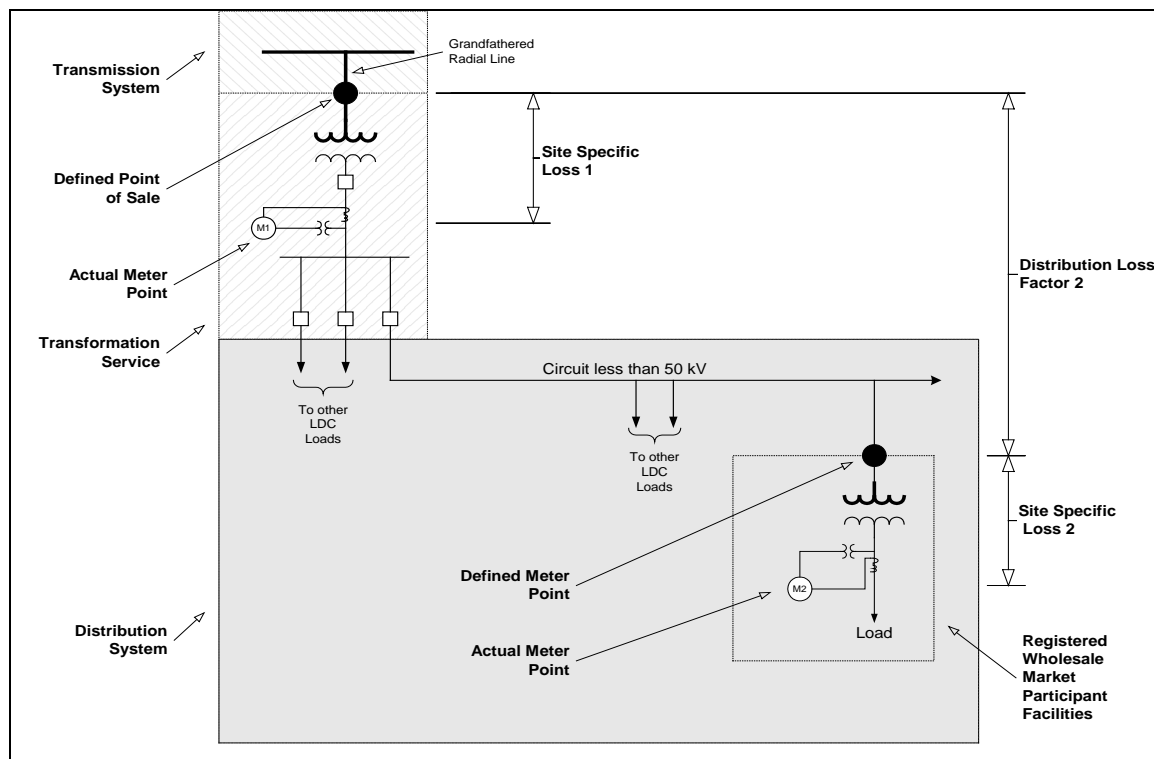 Grandfathered
Radial Line
Transmission
System
Site Specific
Loss 1
Defined Point
of Sale
M1
Distribution Loss
Factor 2
Actual Meter
Point
Transformation
Service
Circuit less than 50 kV
To other
LDC
Loads
To other
LDC
Loads
Site Specific
Loss 2
Defined Meter
Point
M2
Distribution
System
Load
Actual Meter
Point
Registered
Wholesale
Market
Participant
Facilities